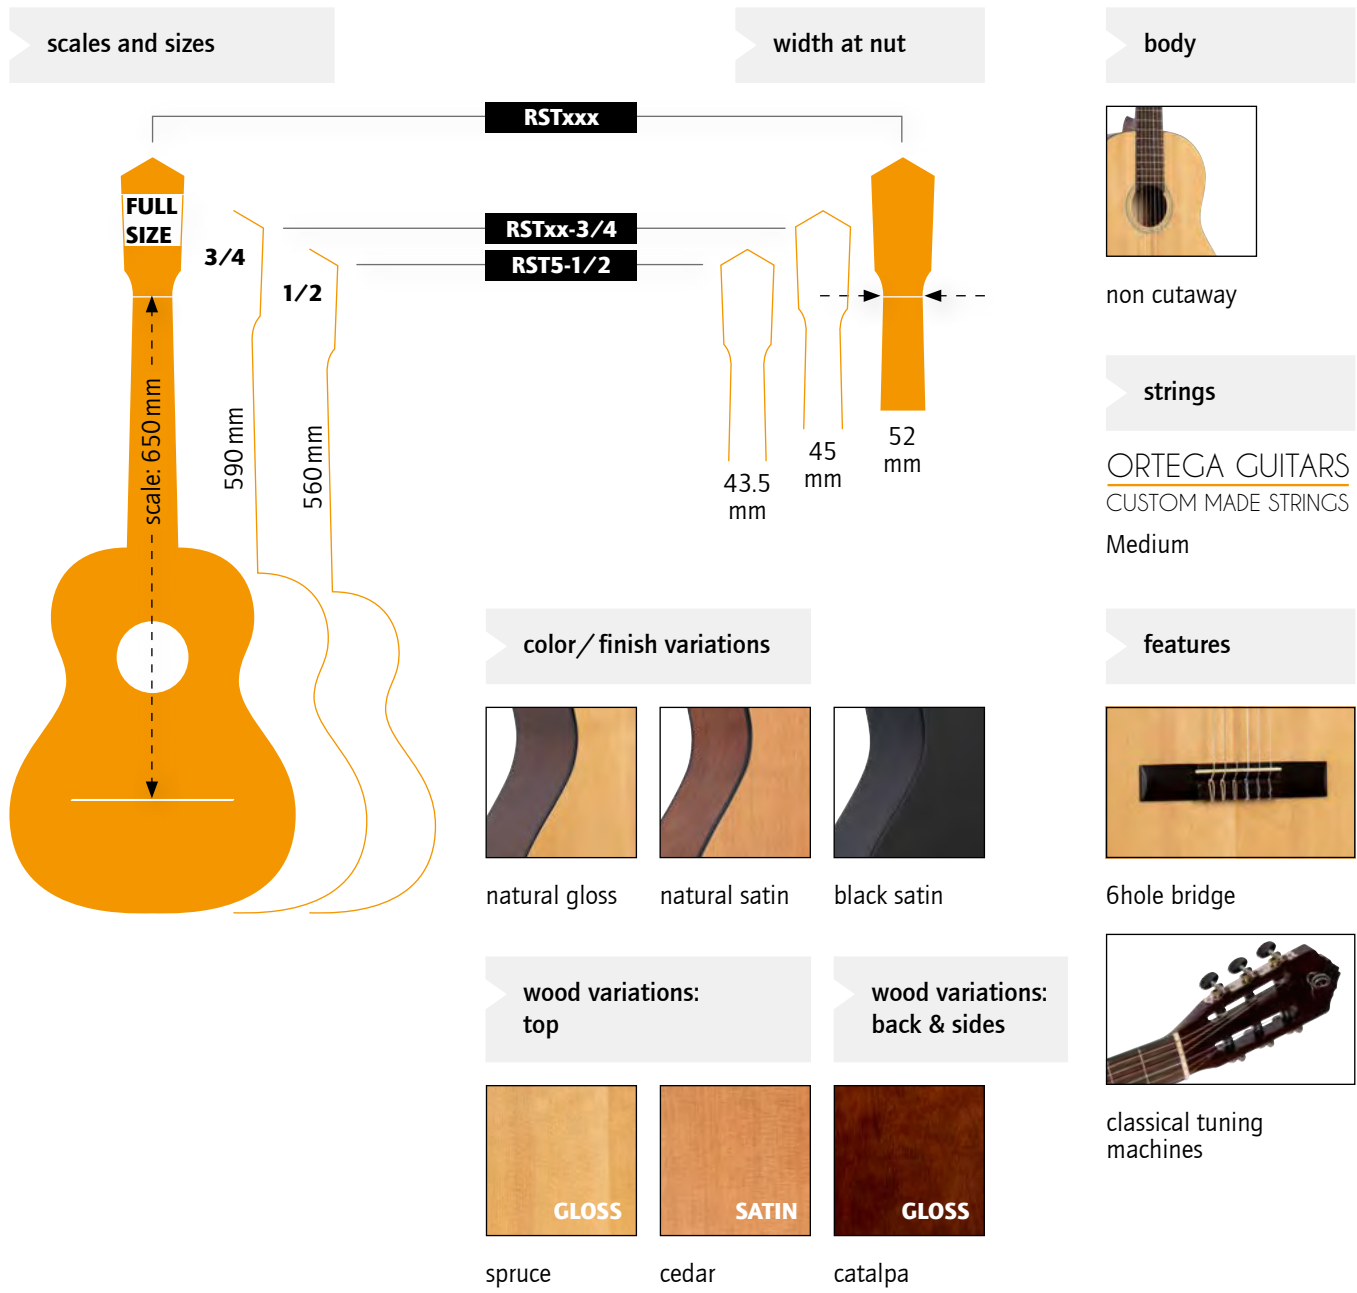 scales and sizes
width at nut
body
RSTxxx
FULL
SIZE
RSTxx-3/4
3/4
RST5-1/2
1/2
non cutaway
scale: 650 mm
590 mm
560 mm
52
mm
45
mm
43.5
mm
strings
ORTEGA GUITARS
CUSTOM MADE STRINGS
Medium
color/finish variations
features
natural gloss
natural satin
black satin
6hole bridge
wood variations:
top
wood variations:
back & sides
classical tuning
machines
GLOSS
SATIN
GLOSS
spruce
cedar
catalpa